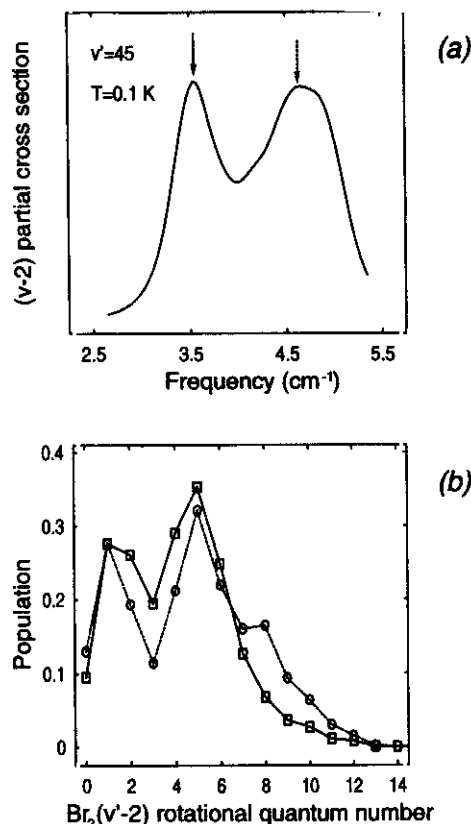 (a)
v'=45
T=0.1 K
(v-2) partial cross section
2.5 3.5 4.5 5.5
Frequency (cm⁻¹)
(b)
0.4
0.3
0.2
0.1
0
Population
0 2 4 6 8 10 12 14
Br₂(v'-2) rotational quantum number